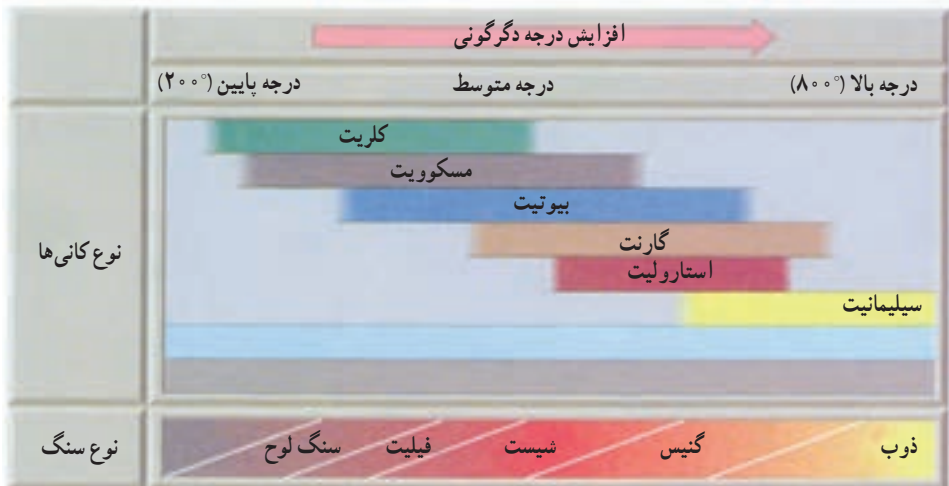 افزایش درجه دگرگونی
درجه بالا (۸۰۰°) درجه متوسط درجه پایین (۲۰۰°)
کلریت
مسکوویت
بیوتیت
گارنت
نوع کانی‌ها
استارولیت
سیلیمانیت
ذوب گنیس شیست فیلیت سنگ لوح نوع سنگ